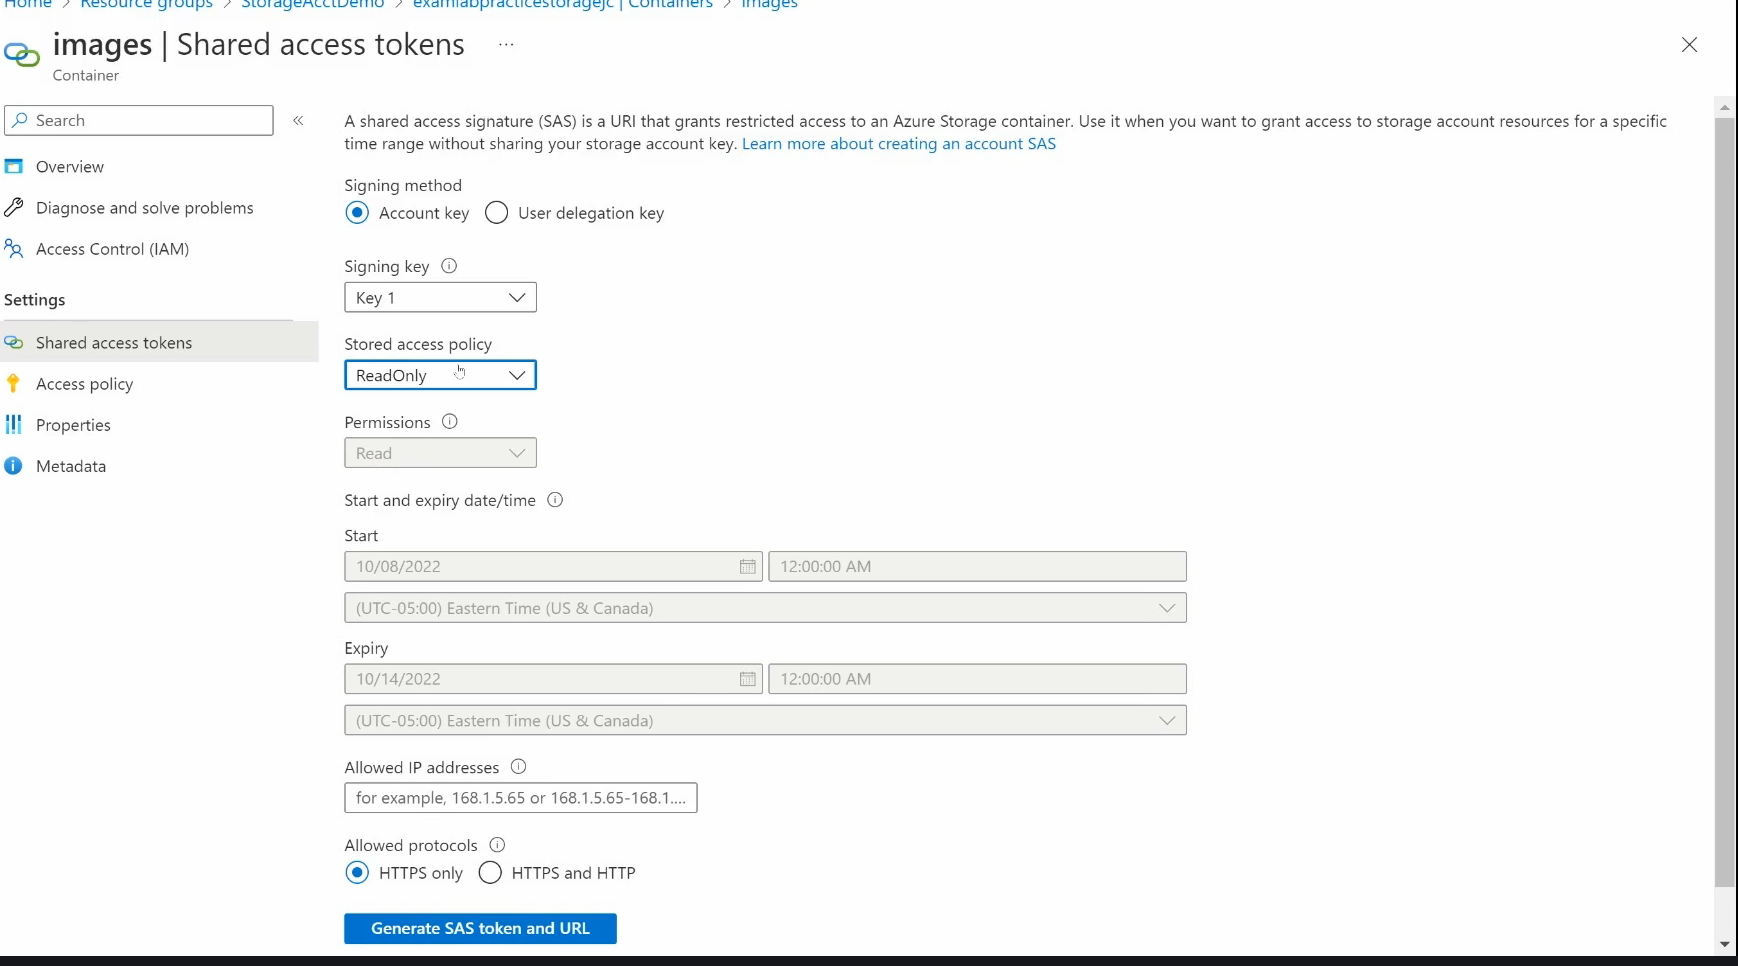 Home > Resource groups > StorageAcctDemo > examlabpracticestoragejc | Containers > images
images | Shared access tokens ...
Container
Search
«
Overview
Diagnose and solve problems
Access Control (IAM)
Settings
Shared access tokens
Access policy
Properties
Metadata
A shared access signature (SAS) is a URI that grants restricted access to an Azure Storage container. Use it when you want to grant access to storage account resources for a specific
time range without sharing your storage account key. Learn more about creating an account SAS
Signing method
Account key User delegation key
Signing key
Key 1
Stored access policy
ReadOnly
Permissions
Read
Start and expiry date/time
Start
10/08/2022 12:00:00 AM
(UTC-05:00) Eastern Time (US & Canada)
Expiry
10/14/2022 12:00:00 AM
(UTC-05:00) Eastern Time (US & Canada)
Allowed IP addresses
for example, 168.1.5.65 or 168.1.5.65-168.1....
Allowed protocols
HTTPS only HTTPS and HTTP
Generate SAS token and URL